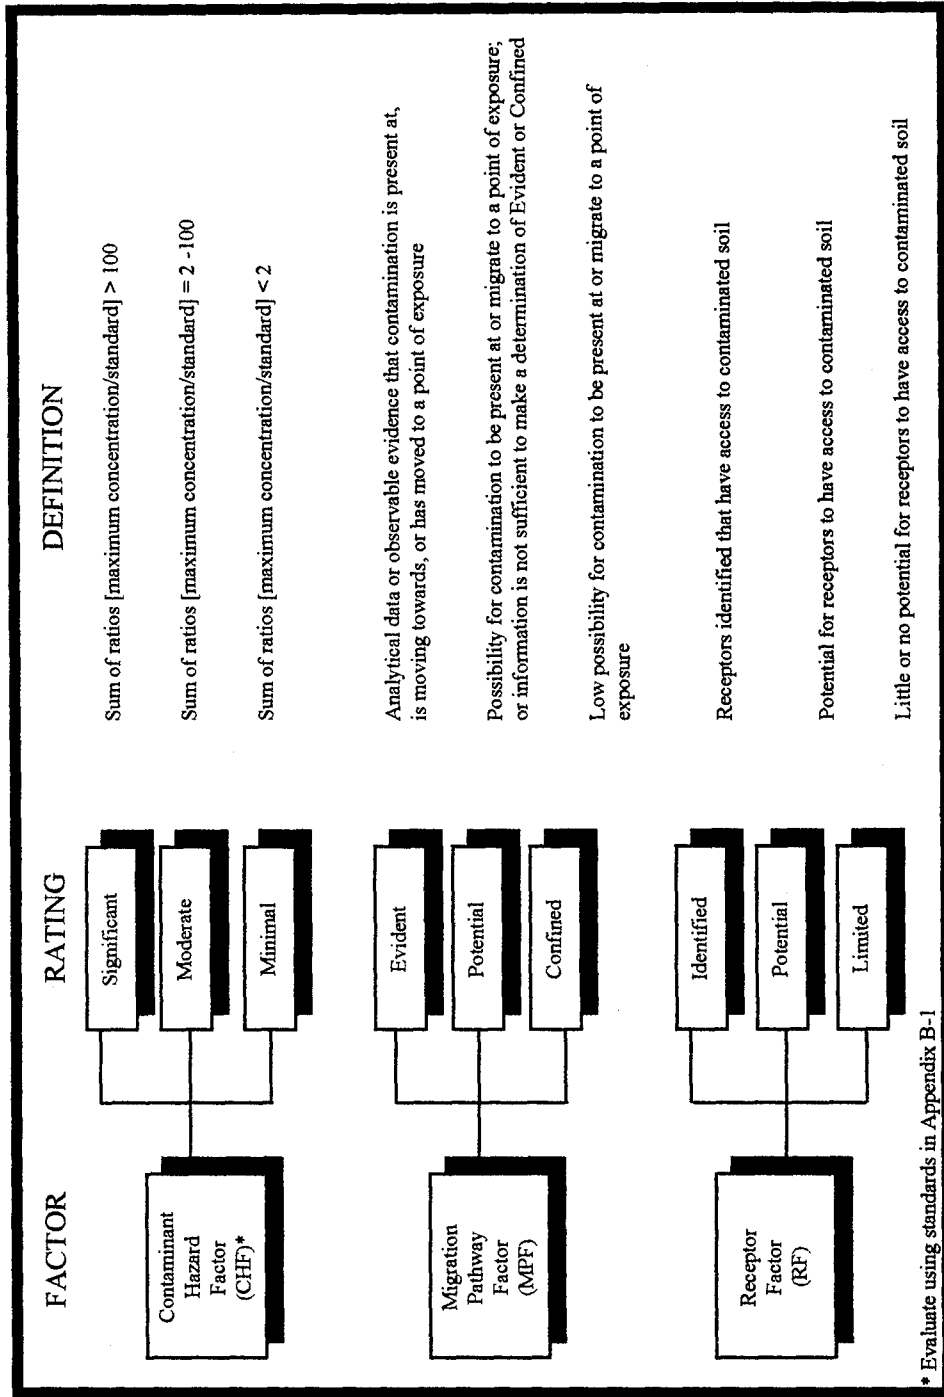 FACTOR
RATING
DEFINITION
Contaminant
Hazard
Factor
(CHF)*
Significant
Sum of ratios [maximum concentration/standard] > 100
Moderate
Sum of ratios [maximum concentration/standard] = 2 -100
Minimal
Sum of ratios [maximum concentration/standard] < 2
Migration
Pathway
Factor
(MPF)
Evident
Analytical data or observable evidence that contamination is present at,
is moving towards, or has moved to a point of exposure
Potential
Possibility for contamination to be present at or migrate to a point of exposure;
or information is not sufficient to make a determination of Evident or Confined
Confined
Low possibility for contamination to be present at or migrate to a point of
exposure
Receptor
Factor
(RF)
Identified
Receptors identified that have access to contaminated soil
Potential
Potential for receptors to have access to contaminated soil
Limited
Little or no potential for receptors to have access to contaminated soil
* Evaluate using standards in Appendix B-1